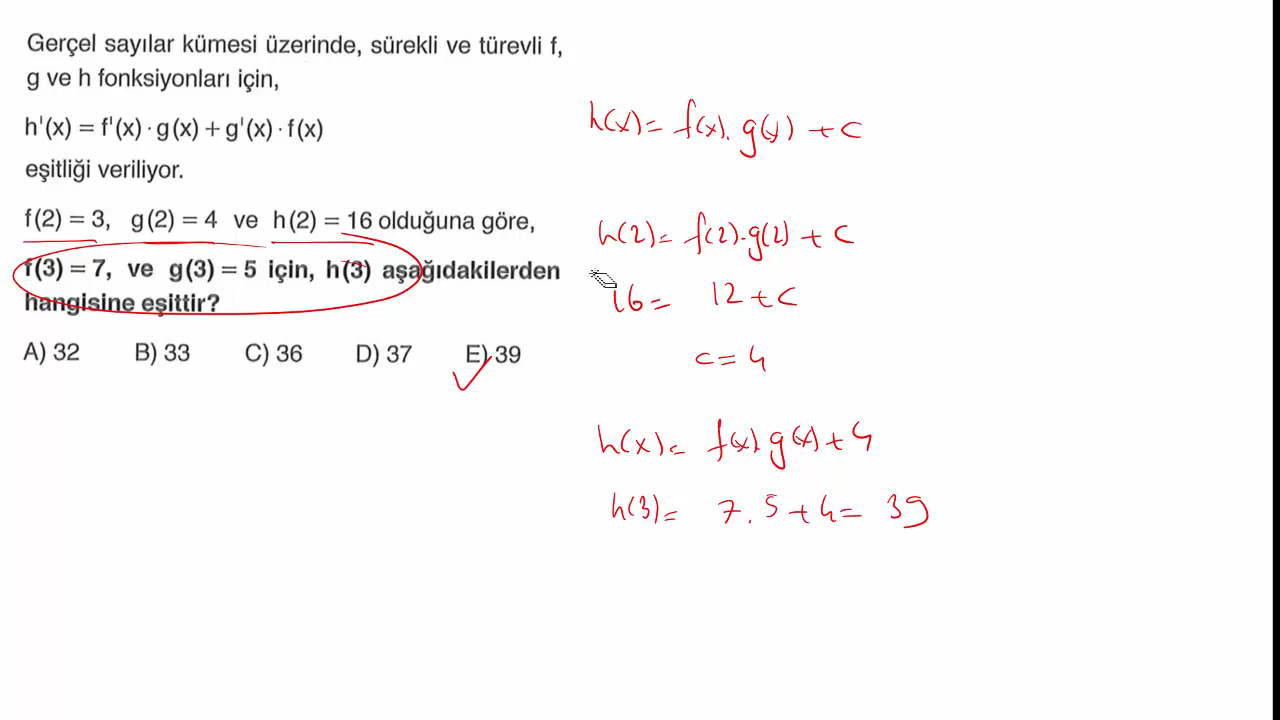 Gerçel sayılar kümesi üzerinde, sürekli ve türevli f,
g ve h fonksiyonları için,
h'(x) = f'(x) · g(x) + g'(x) · f(x)
eşitliği veriliyor.
f(2) = 3, g(2) = 4 ve h(2) = 16 olduğuna göre,
f(3) = 7, ve g(3) = 5 için, h(3) aşağıdakilerden
hangisine eşittir?
A) 32 B) 33 C) 36 D) 37 E) 39
h(x) = f(x). g(x) + c
h(2) = f(2).g(2) + c
16 = 12 + c
c = 4
h(x) = f(x) g(x) + 4
h(3) = 7 . 5 + 4 = 39